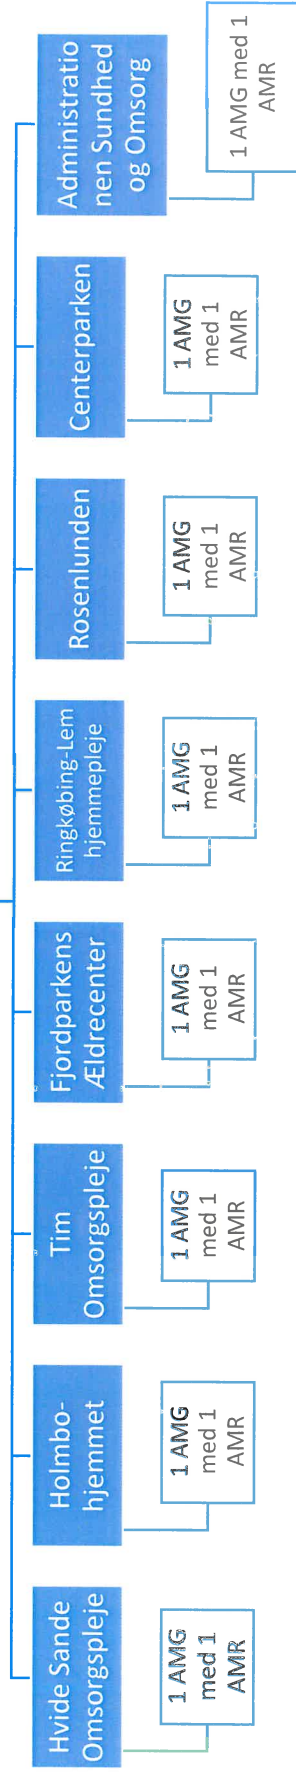 Hvide Sande
Omsorgspleje
1 AMG
med 1
AMR
Holmbo-
hjemmet
1 AMG
med 1
AMR
Tim
Omsorgspleje
1 AMG
med 1
AMR
Fjordparkens
Ældrecenter
1 AMG
med 1
AMR
Ringkøbing-Lem
hjemmepleje
1 AMG
med 1
AMR
Rosenlunden
1 AMG
med 1
AMR
Centerparken
1 AMG
med 1
AMR
Administratio
nen Sundhed
og Omsorg
1 AMG med 1
AMR